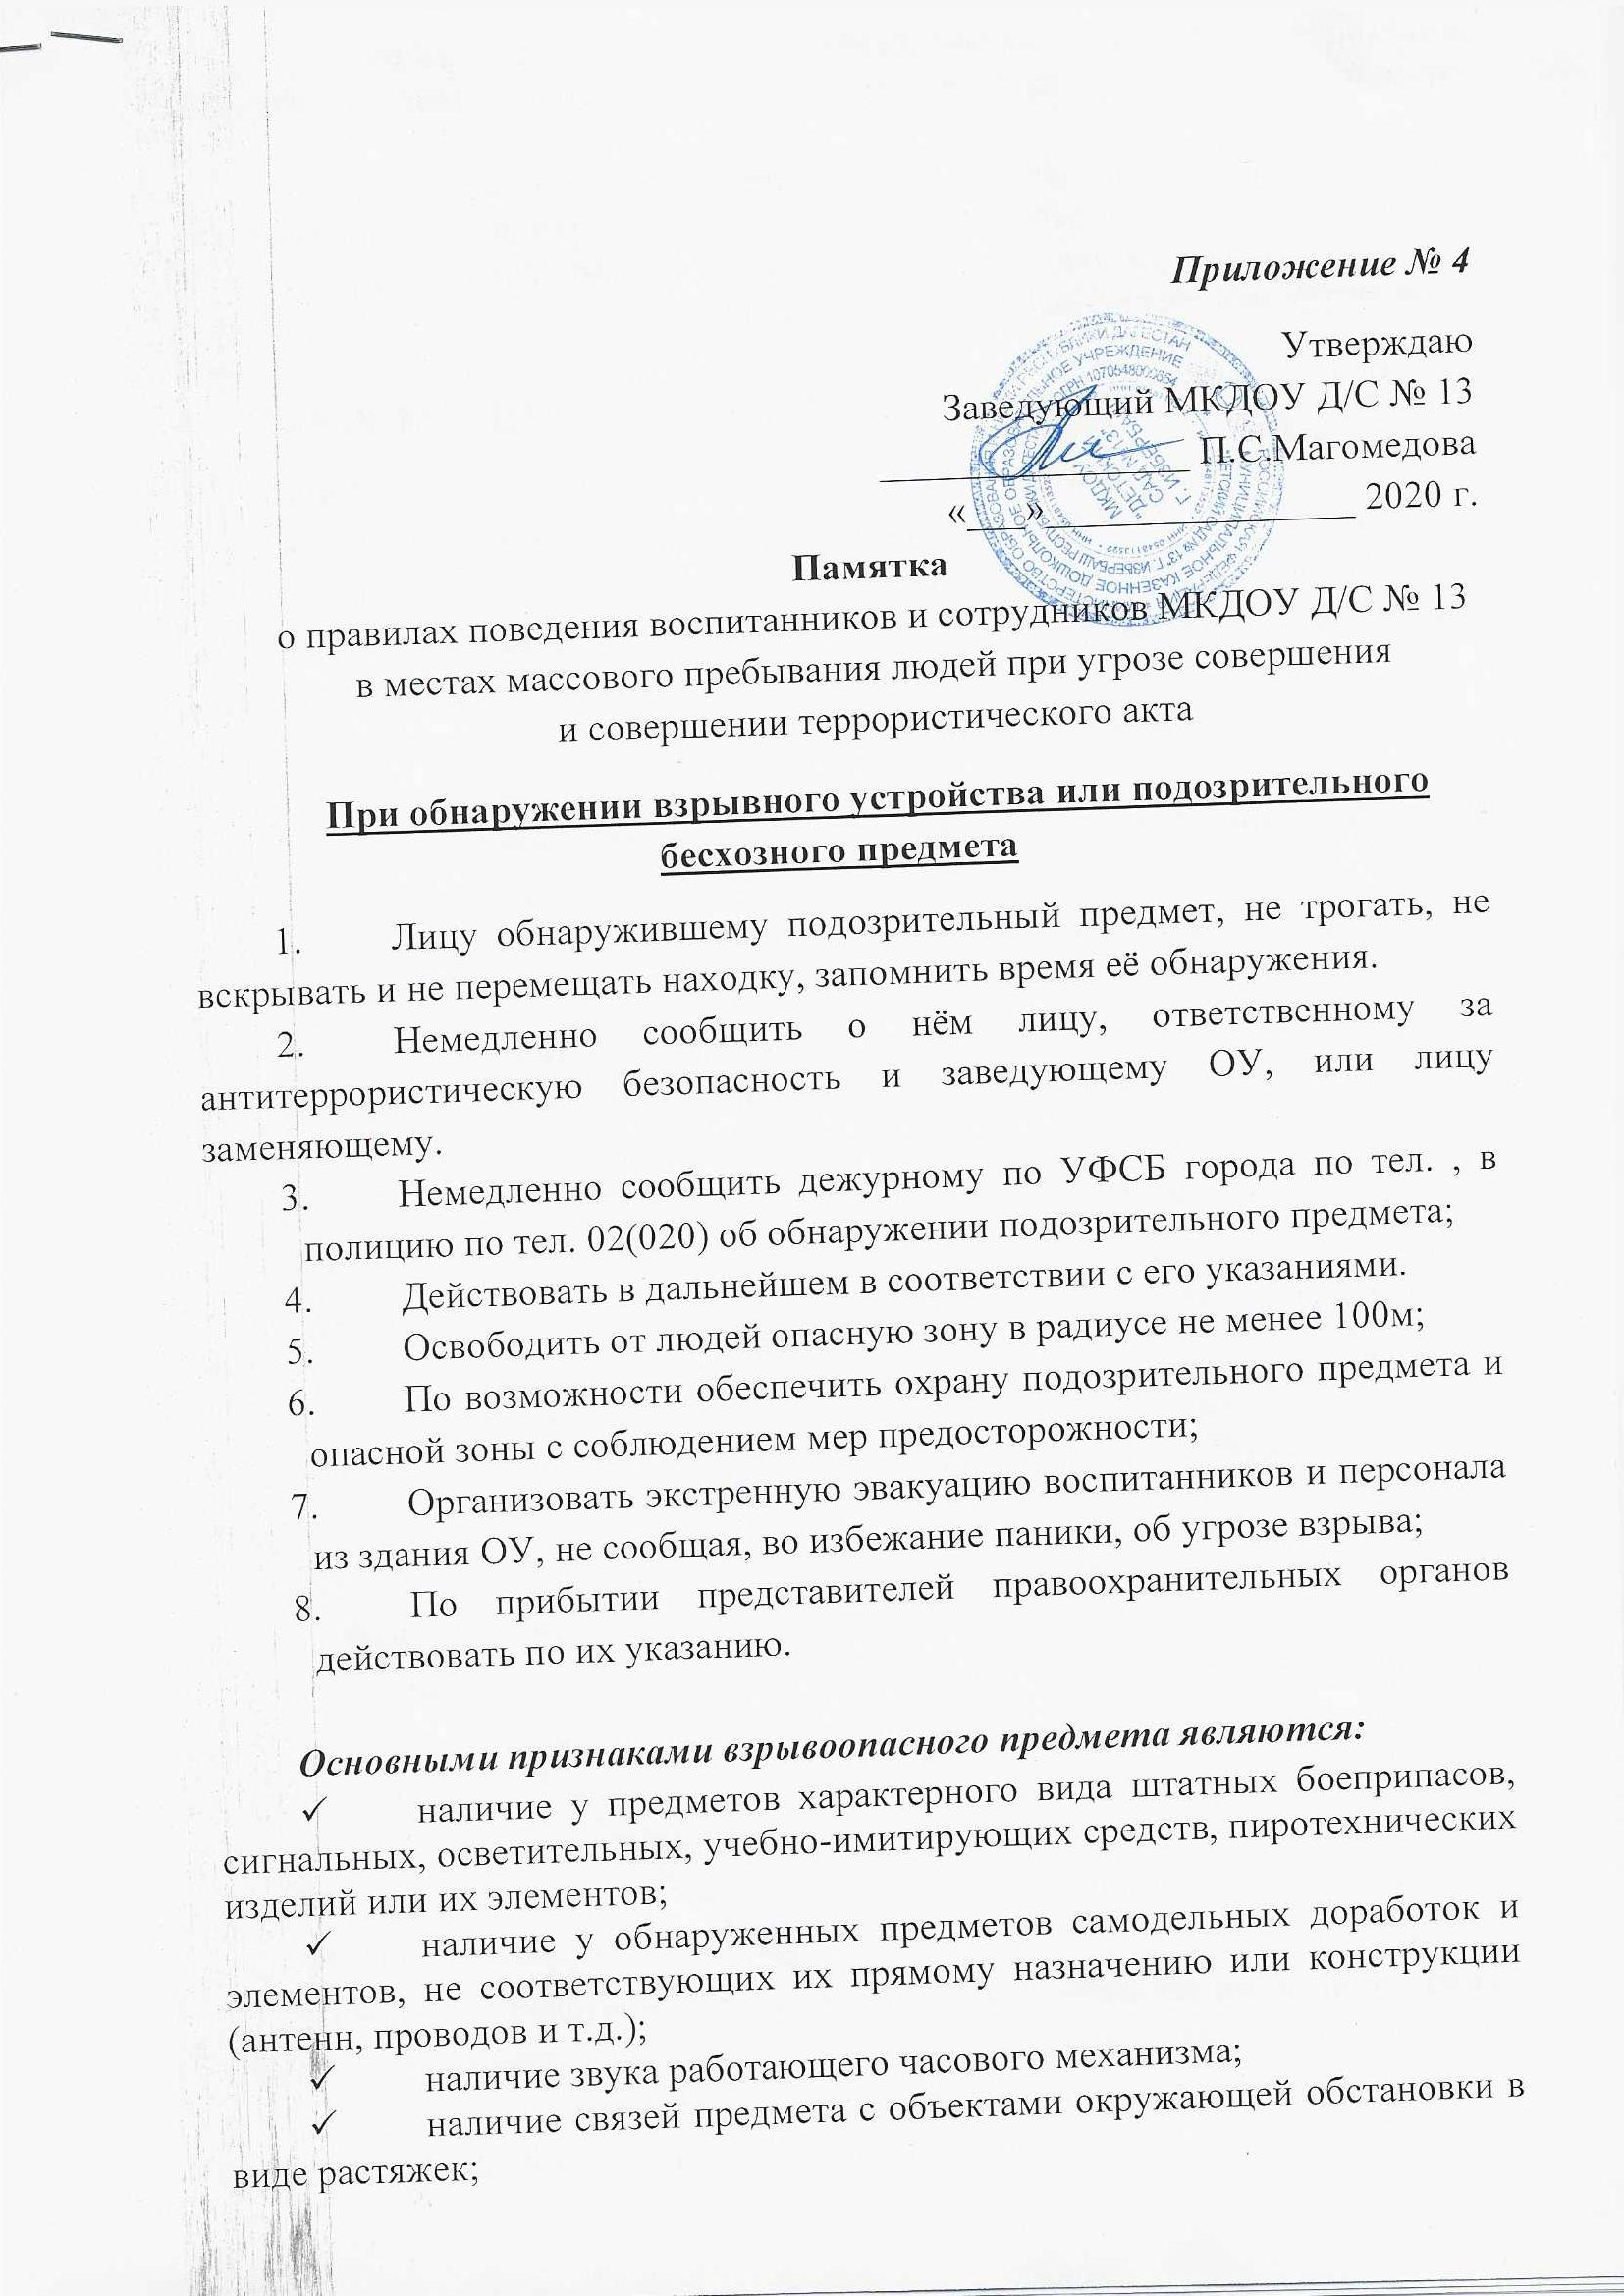 Приложение № 4
Утверждаю
Заведующий МКДОУ Д/С № 13
______________ П.С.Магомедова
«____»______________ 2020 г.
Памятка
о правилах поведения воспитанников и сотрудников МКДОУ Д/С № 13
в местах массового пребывания людей при угрозе совершения
и совершении террористического акта
При обнаружении взрывного устройства или подозрительного
бесхозного предмета
1. Лицу обнаружившему подозрительный предмет, не трогать, не
вскрывать и не перемещать находку, запомнить время её обнаружения.
2. Немедленно сообщить о нём лицу, ответственному за
антитеррористическую безопасность и заведующему ОУ, или лицу
заменяющему.
3. Немедленно сообщить дежурному по УФСБ города по тел. , в
полицию по тел. 02(020) об обнаружении подозрительного предмета;
4. Действовать в дальнейшем в соответствии с его указаниями.
5. Освободить от людей опасную зону в радиусе не менее 100м;
6. По возможности обеспечить охрану подозрительного предмета и
опасной зоны с соблюдением мер предосторожности;
7. Организовать экстренную эвакуацию воспитанников и персонала
из здания ОУ, не сообщая, во избежание паники, об угрозе взрыва;
8. По прибытии представителей правоохранительных органов
действовать по их указанию.
Основными признаками взрывоопасного предмета являются:
✓ наличие у предметов характерного вида штатных боеприпасов,
сигнальных, осветительных, учебно-имитирующих средств, пиротехнических
изделий или их элементов;
✓ наличие у обнаруженных предметов самодельных доработок и
элементов, не соответствующих их прямому назначению или конструкции
(антенн, проводов и т.д.);
✓ наличие звука работающего часового механизма;
✓ наличие связей предмета с объектами окружающей обстановки в
виде растяжек;